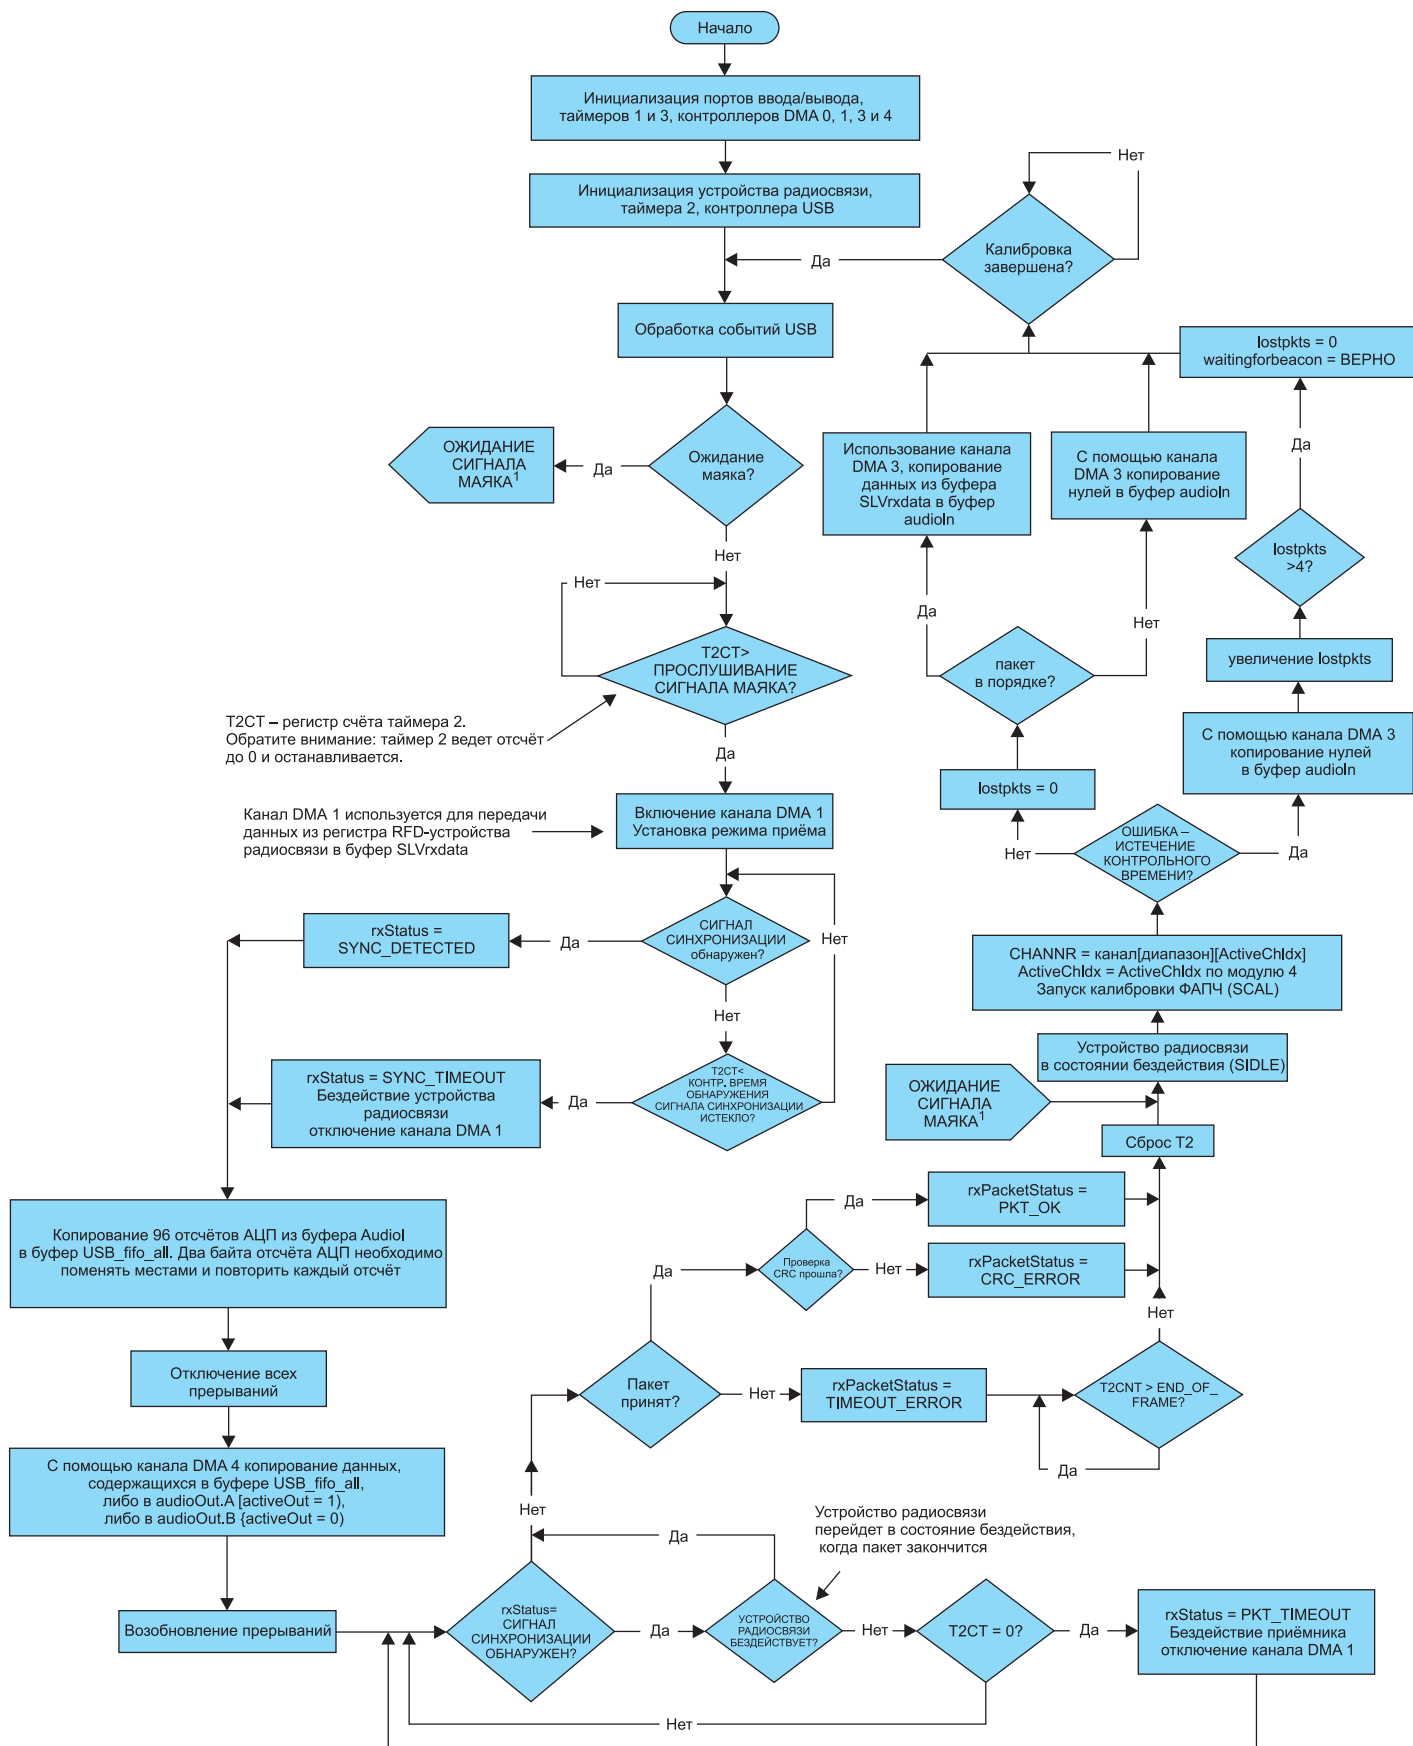 Начало
Инициализация портов ввода/вывода,
таймеров 1 и 3, контроллеров DMA 0, 1, 3 и 4
Инициализация устройства радиосвязи,
таймера 2, контроллера USB
Нет
Калибровка
завершена?
Да
Обработка событий USB
lostpkts = 0
waitingforbeacon = ВЕРНО
Ожидание
маяка?
Да
ОЖИДАНИЕ
СИГНАЛА
МАЯКА1
Нет
Использование канала
DMA 3, копирование
данных из буфера
SLVrxdata в буфер
audioIn
С помощью канала
DMA 3 копирование
нулей в буфер audioIn
Да
lostpkts
>4?
Нет
T2CT>
ПРОСЛУШИВАНИЕ
СИГНАЛА МАЯКА?
Да
Нет
пакет
в порядке?
увеличение lostpkts
T2CT – регистр счёта таймера 2.
Обратите внимание: таймер 2 ведет отсчёт
до 0 и останавливается.
Да
С помощью канала DMA 3
копирование нулей
в буфер audioIn
lostpkts = 0
Канал DMA 1 используется для передачи
данных из регистра RFD-устройства
радиосвязи в буфер SLVrxdata
Включение канала DMA 1
Установка режима приёма
ОШИБКА –
ИСТЕЧЕНИЕ
КОНТРОЛЬНОГО
ВРЕМЕНИ?
Нет
Да
rxStatus =
SYNC_DETECTED
Да
СИГНАЛ
СИНХРОНИЗАЦИИ
обнаружен?
Нет
CHANNR = канал[диапазон][ActiveChIdx]
ActiveChIdx = ActiveChIdx по модулю 4
Запуск калибровки ФАПЧ (SCAL)
Нет
Устройство радиосвязи
в состоянии бездействия (SIDLE)
rxStatus = SYNC_TIMEOUT
Бездействие устройства
радиосвязи
отключение канала DMA 1
Да
T2CT<
КОНТР. ВРЕМЯ
ОБНАРУЖЕНИЯ
СИГНАЛА СИНХРОНИЗАЦИИ
ИСТЕКЛО?
ОЖИДАНИЕ
СИГНАЛА
МАЯКА1
Сброс T2
Копирование 96 отсчётов АЦП из буфера AudioI
в буфер USB_fifo_all. Два байта отсчёта АЦП необходимо
поменять местами и повторить каждый отсчёт
Да
rxPacketStatus =
PKT_OK
Да
Проверка
CRC прошла?
Нет
rxPacketStatus =
CRC_ERROR
Нет
Отключение всех
прерываний
Пакет
принят?
Нет
rxPacketStatus =
TIMEOUT_ERROR
T2CNT > END_OF_
FRAME?
Да
С помощью канала DMA 4 копирование данных,
содержащихся в буфере USB_fifo_all,
либо в audioOut.A [activeOut = 1),
либо в audioOut.B {activeOut = 0)
Нет
Да
Устройство радиосвязи
перейдет в состояние бездействия,
когда пакет закончится
Возобновление прерываний
rxStatus=
СИГНАЛ
СИНХРОНИЗАЦИИ
ОБНАРУЖЕН?
Да
УСТРОЙСТВО
РАДИОСВЯЗИ
БЕЗДЕЙСТВУЕТ?
Нет
T2CT = 0?
Да
rxStatus = PKT_TIMEOUT
Бездействие приёмника
отключение канала DMA 1
Нет